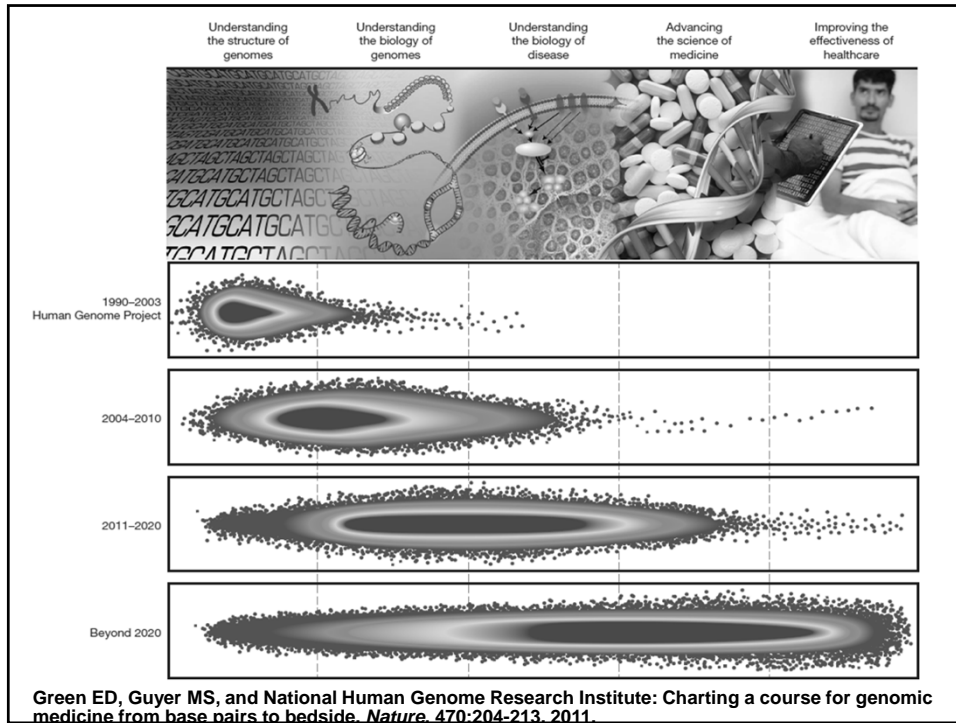 Understanding
the structure of
genomes
Understanding
the biology of
genomes
Understanding
the biology of
disease
Advancing
the science of
medicine
Improving the
effectiveness of
healthcare
1990–2003
Human Genome Project
2004–2010
2011–2020
Beyond 2020
Green ED, Guyer MS, and National Human Genome Research Institute: Charting a course for genomic
medicine from base pairs to bedside. Nature, 470:204-213, 2011.